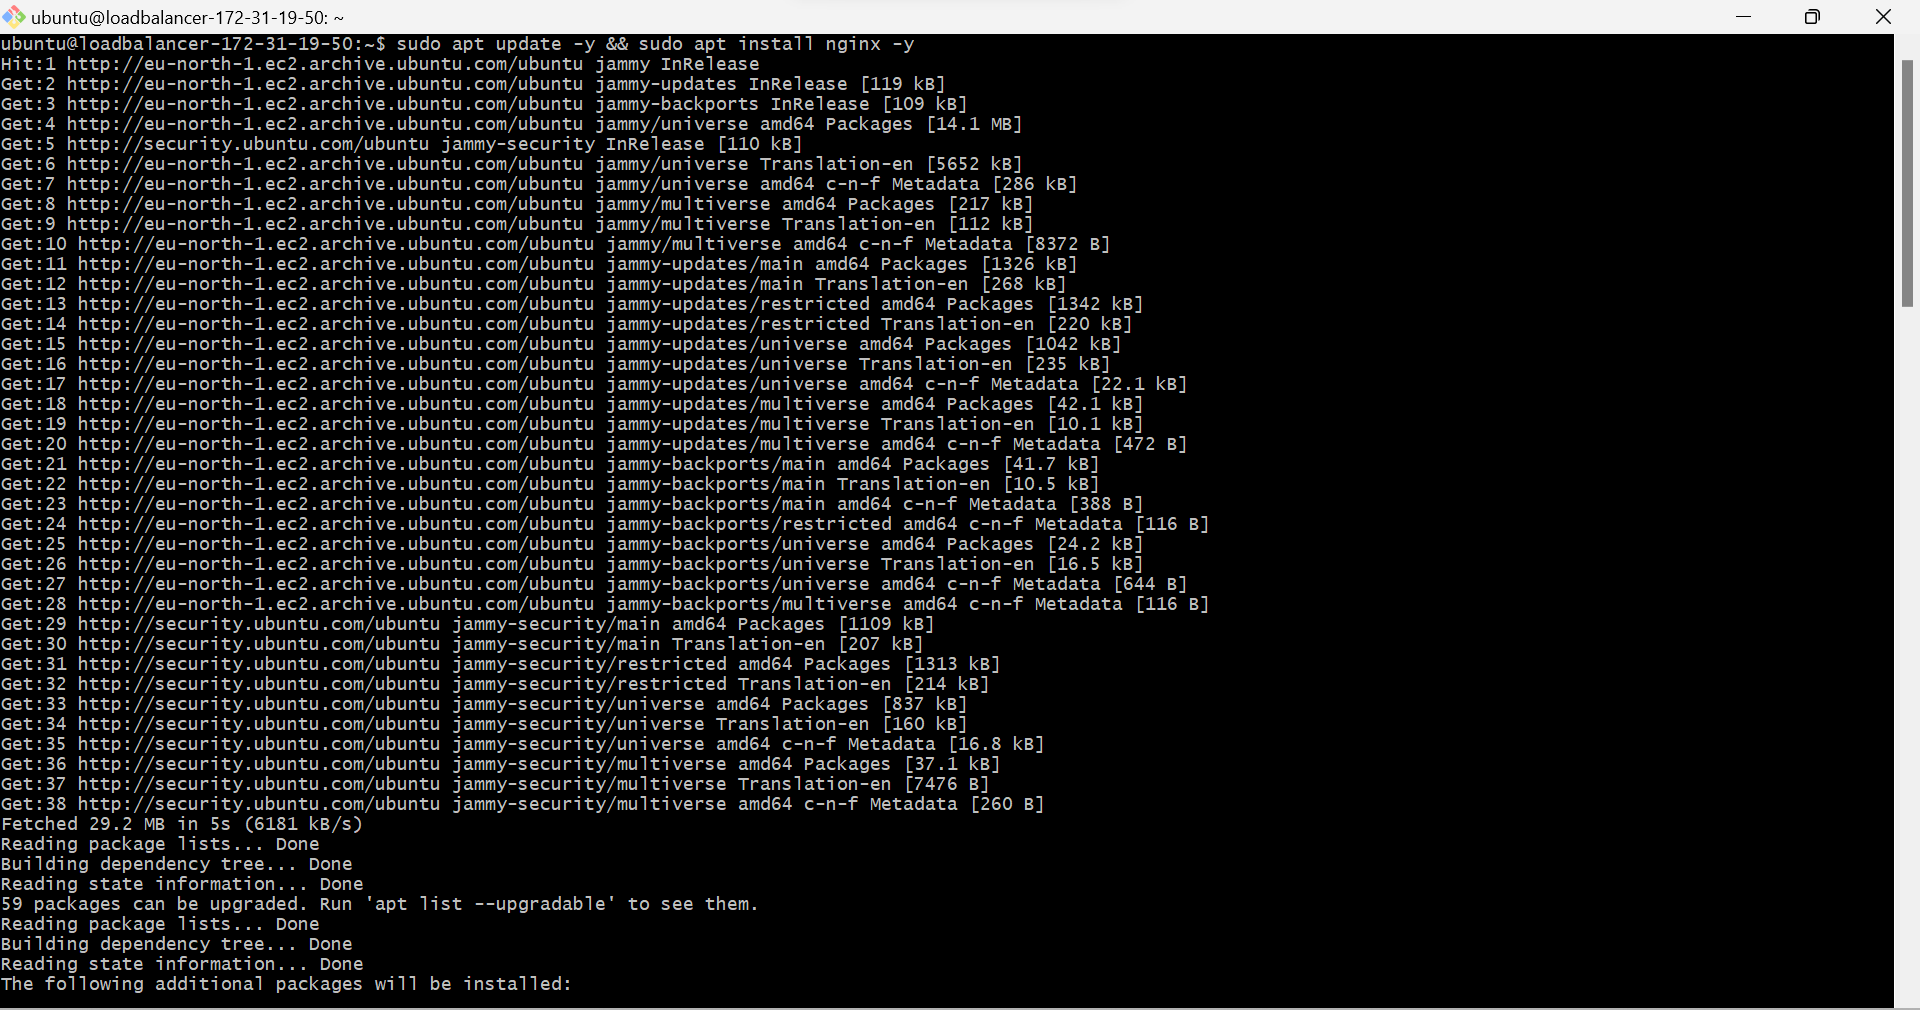 ubuntu@loadbalancer-172-31-19-50: ~
ubuntu@loadbalancer-172-31-19-50:~$ sudo apt update -y && sudo apt install nginx -y
Hit:1 http://eu-north-1.ec2.archive.ubuntu.com/ubuntu jammy InRelease
Get:2 http://eu-north-1.ec2.archive.ubuntu.com/ubuntu jammy-updates InRelease [119 kB]
Get:3 http://eu-north-1.ec2.archive.ubuntu.com/ubuntu jammy-backports InRelease [109 kB]
Get:4 http://eu-north-1.ec2.archive.ubuntu.com/ubuntu jammy/universe amd64 Packages [14.1 MB]
Get:5 http://security.ubuntu.com/ubuntu jammy-security InRelease [110 kB]
Get:6 http://eu-north-1.ec2.archive.ubuntu.com/ubuntu jammy/universe Translation-en [5652 kB]
Get:7 http://eu-north-1.ec2.archive.ubuntu.com/ubuntu jammy/universe amd64 c-n-f Metadata [286 kB]
Get:8 http://eu-north-1.ec2.archive.ubuntu.com/ubuntu jammy/multiverse amd64 Packages [217 kB]
Get:9 http://eu-north-1.ec2.archive.ubuntu.com/ubuntu jammy/multiverse Translation-en [112 kB]
Get:10 http://eu-north-1.ec2.archive.ubuntu.com/ubuntu jammy/multiverse amd64 c-n-f Metadata [8372 B]
Get:11 http://eu-north-1.ec2.archive.ubuntu.com/ubuntu jammy-updates/main amd64 Packages [1326 kB]
Get:12 http://eu-north-1.ec2.archive.ubuntu.com/ubuntu jammy-updates/main Translation-en [268 kB]
Get:13 http://eu-north-1.ec2.archive.ubuntu.com/ubuntu jammy-updates/restricted amd64 Packages [1342 kB]
Get:14 http://eu-north-1.ec2.archive.ubuntu.com/ubuntu jammy-updates/restricted Translation-en [220 kB]
Get:15 http://eu-north-1.ec2.archive.ubuntu.com/ubuntu jammy-updates/universe amd64 Packages [1042 kB]
Get:16 http://eu-north-1.ec2.archive.ubuntu.com/ubuntu jammy-updates/universe Translation-en [235 kB]
Get:17 http://eu-north-1.ec2.archive.ubuntu.com/ubuntu jammy-updates/universe amd64 c-n-f Metadata [22.1 kB]
Get:18 http://eu-north-1.ec2.archive.ubuntu.com/ubuntu jammy-updates/multiverse amd64 Packages [42.1 kB]
Get:19 http://eu-north-1.ec2.archive.ubuntu.com/ubuntu jammy-updates/multiverse Translation-en [10.1 kB]
Get:20 http://eu-north-1.ec2.archive.ubuntu.com/ubuntu jammy-updates/multiverse amd64 c-n-f Metadata [472 B]
Get:21 http://eu-north-1.ec2.archive.ubuntu.com/ubuntu jammy-backports/main amd64 Packages [41.7 kB]
Get:22 http://eu-north-1.ec2.archive.ubuntu.com/ubuntu jammy-backports/main Translation-en [10.5 kB]
Get:23 http://eu-north-1.ec2.archive.ubuntu.com/ubuntu jammy-backports/main amd64 c-n-f Metadata [388 B]
Get:24 http://eu-north-1.ec2.archive.ubuntu.com/ubuntu jammy-backports/restricted amd64 c-n-f Metadata [116 B]
Get:25 http://eu-north-1.ec2.archive.ubuntu.com/ubuntu jammy-backports/universe amd64 Packages [24.2 kB]
Get:26 http://eu-north-1.ec2.archive.ubuntu.com/ubuntu jammy-backports/universe Translation-en [16.5 kB]
Get:27 http://eu-north-1.ec2.archive.ubuntu.com/ubuntu jammy-backports/universe amd64 c-n-f Metadata [644 B]
Get:28 http://eu-north-1.ec2.archive.ubuntu.com/ubuntu jammy-backports/multiverse amd64 c-n-f Metadata [116 B]
Get:29 http://security.ubuntu.com/ubuntu jammy-security/main amd64 Packages [1109 kB]
Get:30 http://security.ubuntu.com/ubuntu jammy-security/main Translation-en [207 kB]
Get:31 http://security.ubuntu.com/ubuntu jammy-security/restricted amd64 Packages [1313 kB]
Get:32 http://security.ubuntu.com/ubuntu jammy-security/restricted Translation-en [214 kB]
Get:33 http://security.ubuntu.com/ubuntu jammy-security/universe amd64 Packages [837 kB]
Get:34 http://security.ubuntu.com/ubuntu jammy-security/universe Translation-en [160 kB]
Get:35 http://security.ubuntu.com/ubuntu jammy-security/universe amd64 c-n-f Metadata [16.8 kB]
Get:36 http://security.ubuntu.com/ubuntu jammy-security/multiverse amd64 Packages [37.1 kB]
Get:37 http://security.ubuntu.com/ubuntu jammy-security/multiverse Translation-en [7476 B]
Get:38 http://security.ubuntu.com/ubuntu jammy-security/multiverse amd64 c-n-f Metadata [260 B]
Fetched 29.2 MB in 5s (6181 kB/s)
Reading package lists... Done
Building dependency tree... Done
Reading state information... Done
59 packages can be upgraded. Run 'apt list --upgradable' to see them.
Reading package lists... Done
Building dependency tree... Done
Reading state information... Done
The following additional packages will be installed: